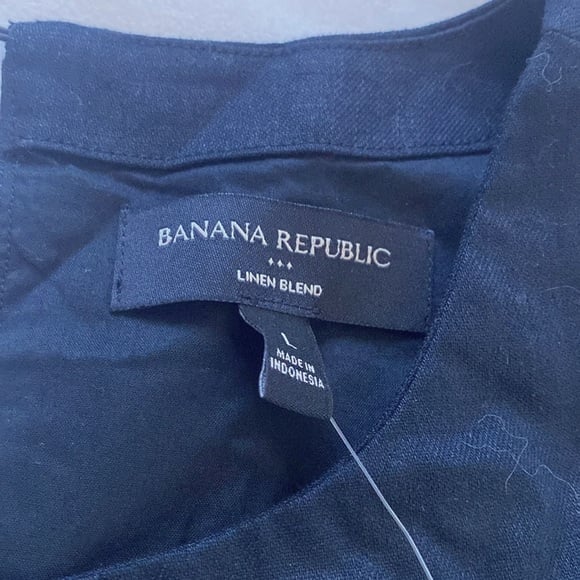 BANANA REPUBLIC
LINEN BLEND
L
MADE IN
INDONESIA